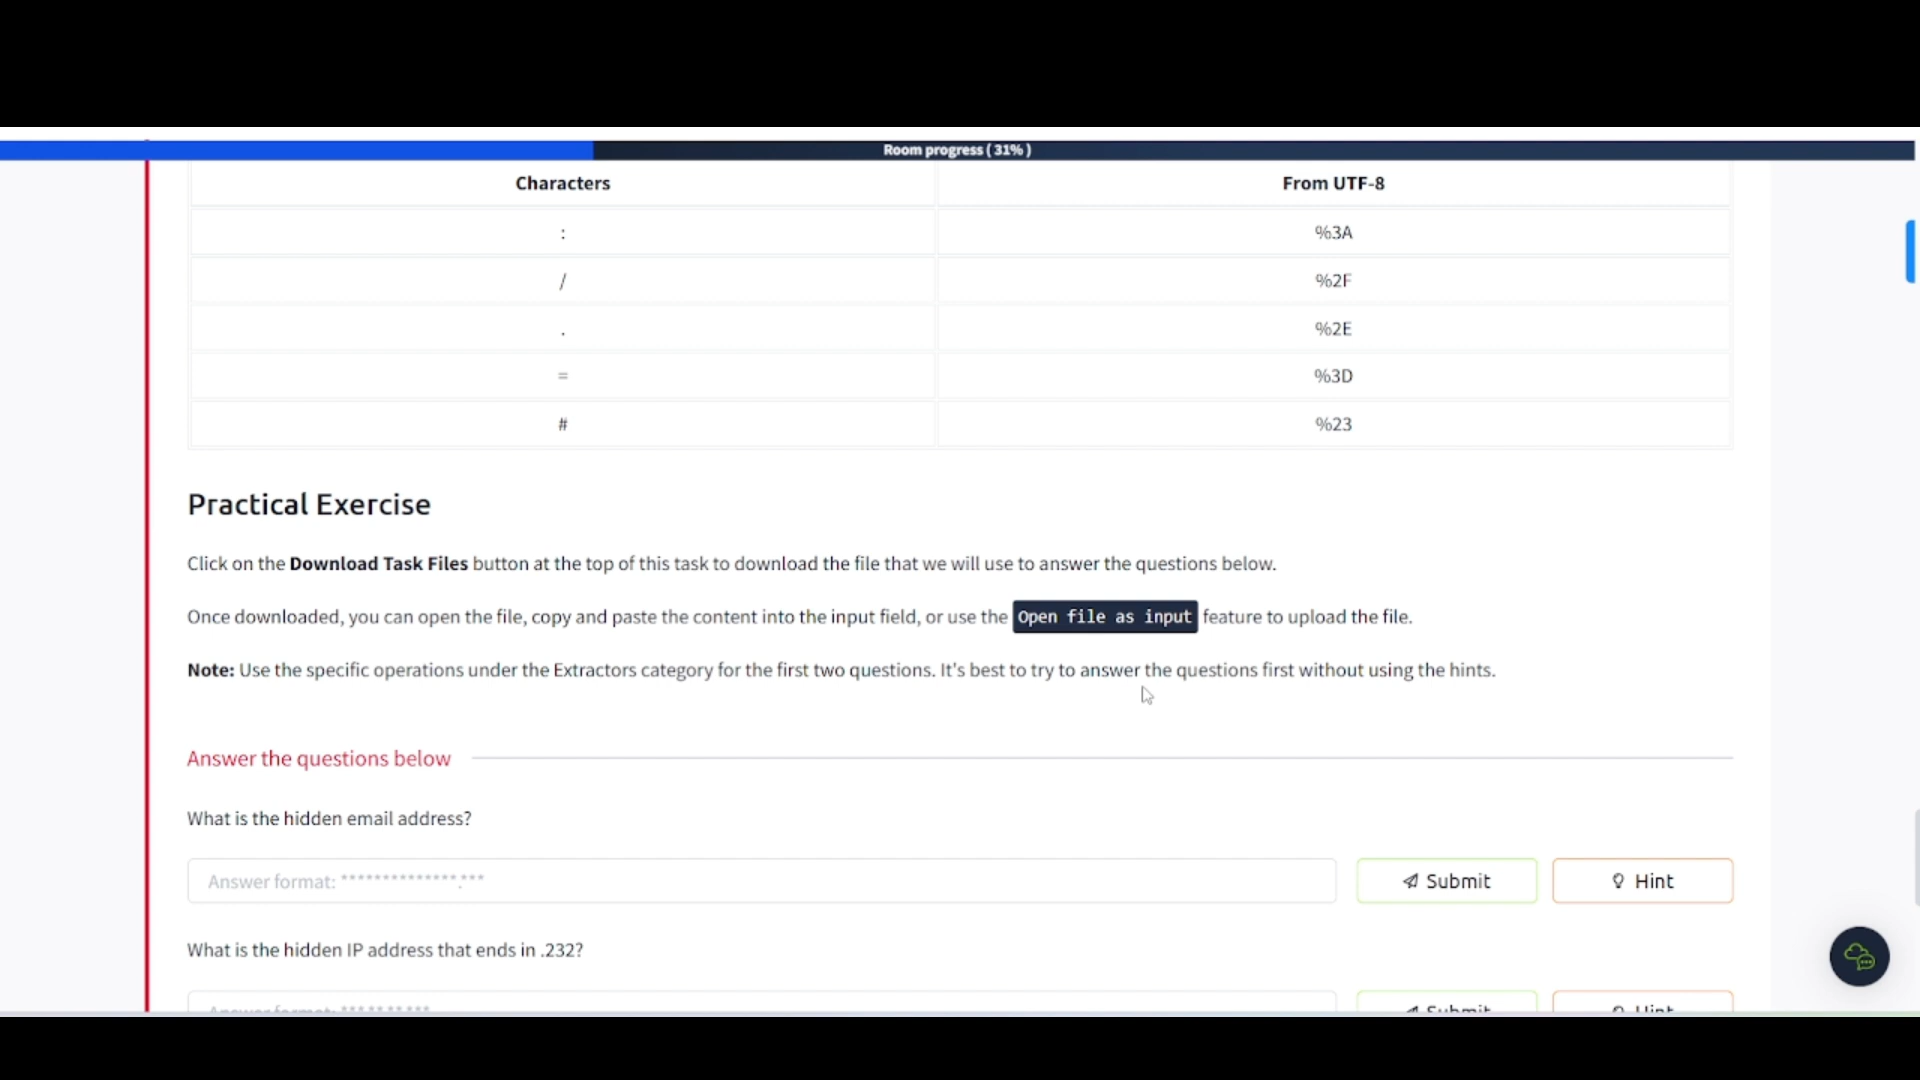 Room progress ( 31% )
Characters From UTF-8
: %3A
/ %2F
. %2E
= %3D
# %23
Practical Exercise
Click on the Download Task Files button at the top of this task to download the file that we will use to answer the questions below.
Once downloaded, you can open the file, copy and paste the content into the input field, or use the Open file as input feature to upload the file.
Note: Use the specific operations under the Extractors category for the first two questions. It's best to try to answer the questions first without using the hints.
Answer the questions below
What is the hidden email address?
Answer format: **************.*** Submit Hint
What is the hidden IP address that ends in .232?
Answer format: Submit Hint